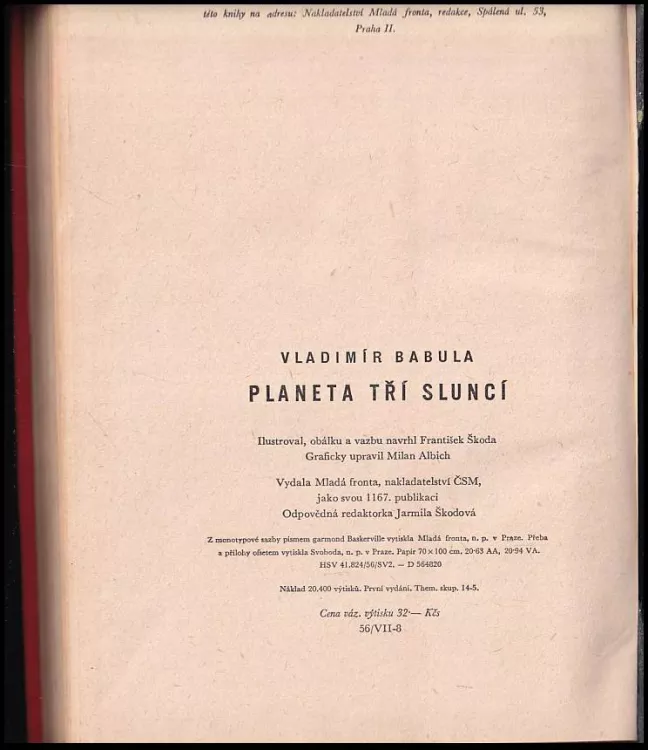 této knihy na adresu: Nakladatelství Mladá fronta, redakce, Spálená ul. 53,
Praha II.
VLADIMÍR BABULA
PLANETA TŘÍ SLUNCÍ
Ilustroval, obálku a vazbu navrhl František Škoda
Graficky upravil Milan Albich
Vydala Mladá fronta, nakladatelství ČSM,
jako svou 1167. publikaci
Odpovědná redaktorka Jarmila Škodová
Z monotypové sazby písmem garmond Baskerville vytiskla Mladá fronta, n. p. v Praze. Přeba
a přílohy ofsetem vytiskla Svoboda, n. p. v Praze. Papír 70 × 100 cm. 20·63 AA, 20·94 VA.
HSV 41.824/56/SV2. — D 564820
Náklad 20.400 výtisků. První vydání. Them. skup. 14-5.
Cena váz. výtisku 32·— Kčs
56/VII-8